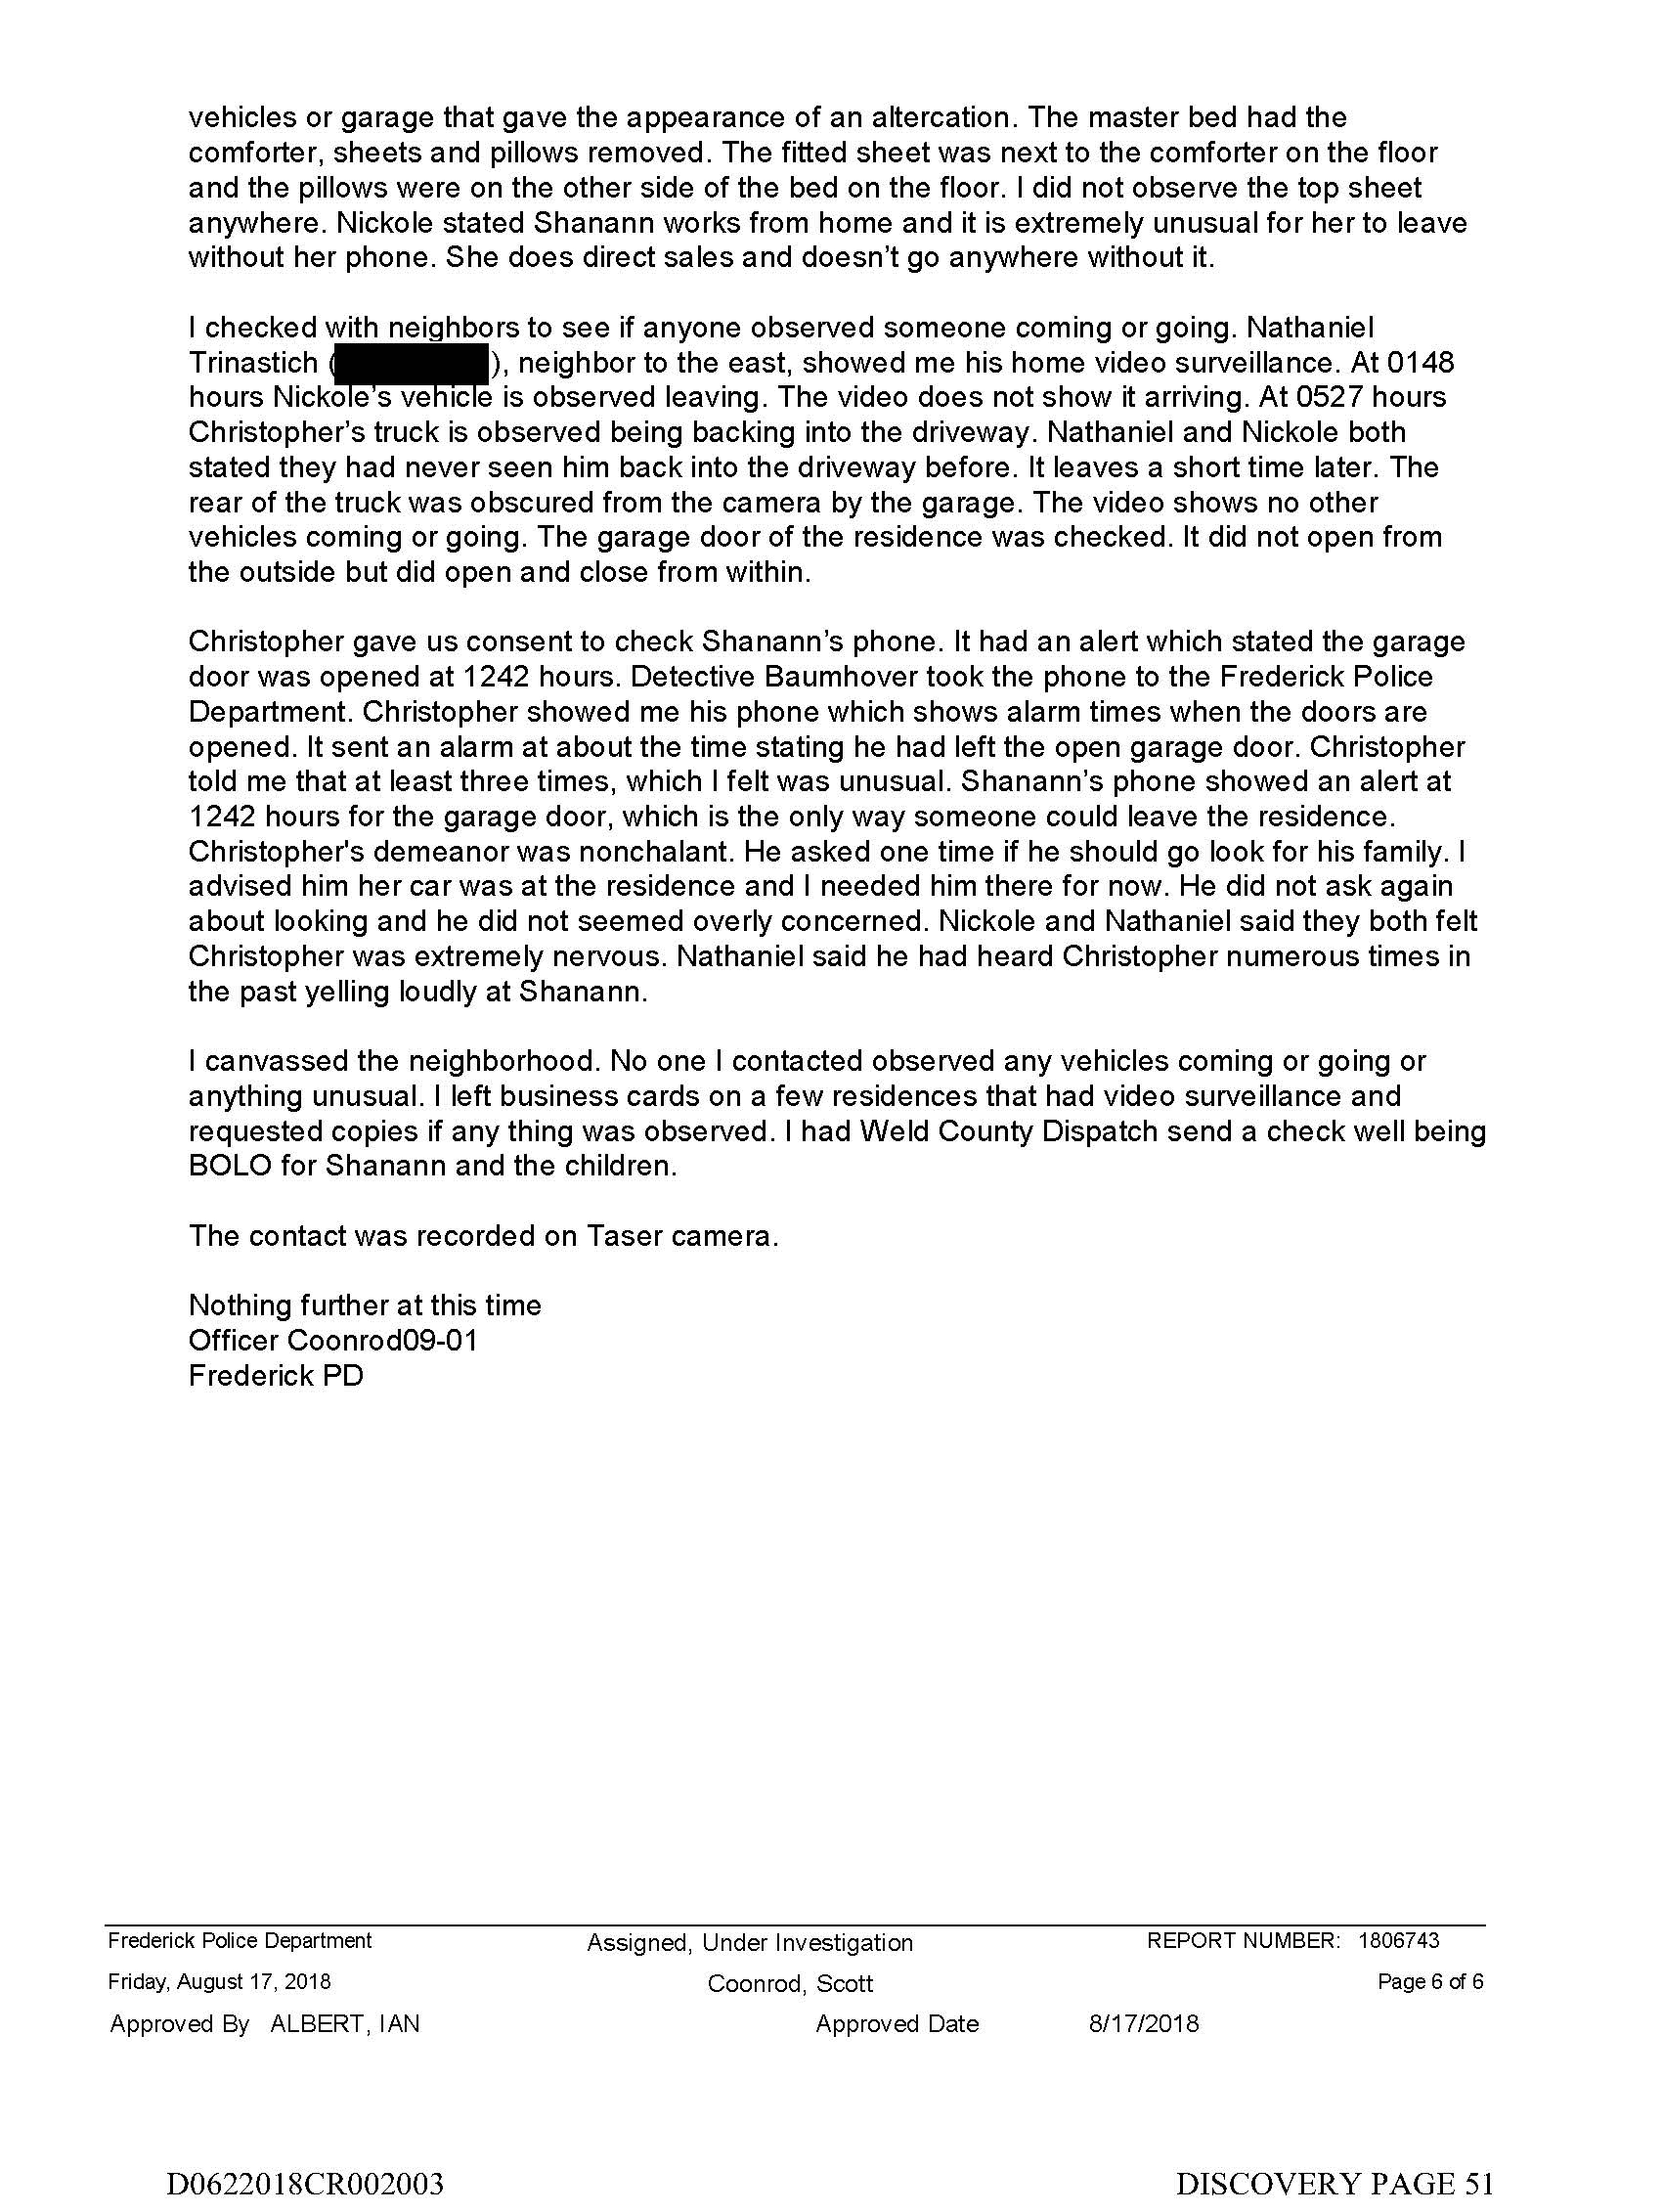 vehicles or garage that gave the appearance of an altercation. The master bed had the
comforter, sheets and pillows removed. The fitted sheet was next to the comforter on the floor
and the pillows were on the other side of the bed on the floor. I did not observe the top sheet
anywhere. Nickole stated Shanann works from home and it is extremely unusual for her to leave
without her phone. She does direct sales and doesn’t go anywhere without it.
I checked with neighbors to see if anyone observed someone coming or going. Nathaniel
Trinastich ( ), neighbor to the east, showed me his home video surveillance. At 0148
hours Nickole’s vehicle is observed leaving. The video does not show it arriving. At 0527 hours
Christopher’s truck is observed being backing into the driveway. Nathaniel and Nickole both
stated they had never seen him back into the driveway before. It leaves a short time later. The
rear of the truck was obscured from the camera by the garage. The video shows no other
vehicles coming or going. The garage door of the residence was checked. It did not open from
the outside but did open and close from within.
Christopher gave us consent to check Shanann’s phone. It had an alert which stated the garage
door was opened at 1242 hours. Detective Baumhover took the phone to the Frederick Police
Department. Christopher showed me his phone which shows alarm times when the doors are
opened. It sent an alarm at about the time stating he had left the open garage door. Christopher
told me that at least three times, which I felt was unusual. Shanann’s phone showed an alert at
1242 hours for the garage door, which is the only way someone could leave the residence.
Christopher's demeanor was nonchalant. He asked one time if he should go look for his family. I
advised him her car was at the residence and I needed him there for now. He did not ask again
about looking and he did not seemed overly concerned. Nickole and Nathaniel said they both felt
Christopher was extremely nervous. Nathaniel said he had heard Christopher numerous times in
the past yelling loudly at Shanann.
I canvassed the neighborhood. No one I contacted observed any vehicles coming or going or
anything unusual. I left business cards on a few residences that had video surveillance and
requested copies if any thing was observed. I had Weld County Dispatch send a check well being
BOLO for Shanann and the children.
The contact was recorded on Taser camera.
Nothing further at this time
Officer Coonrod09-01
Frederick PD
Frederick Police Department Assigned, Under Investigation REPORT NUMBER: 1806743
Friday, August 17, 2018 Coonrod, Scott Page 6 of 6
Approved By ALBERT, IAN Approved Date 8/17/2018
D0622018CR002003 DISCOVERY PAGE 51